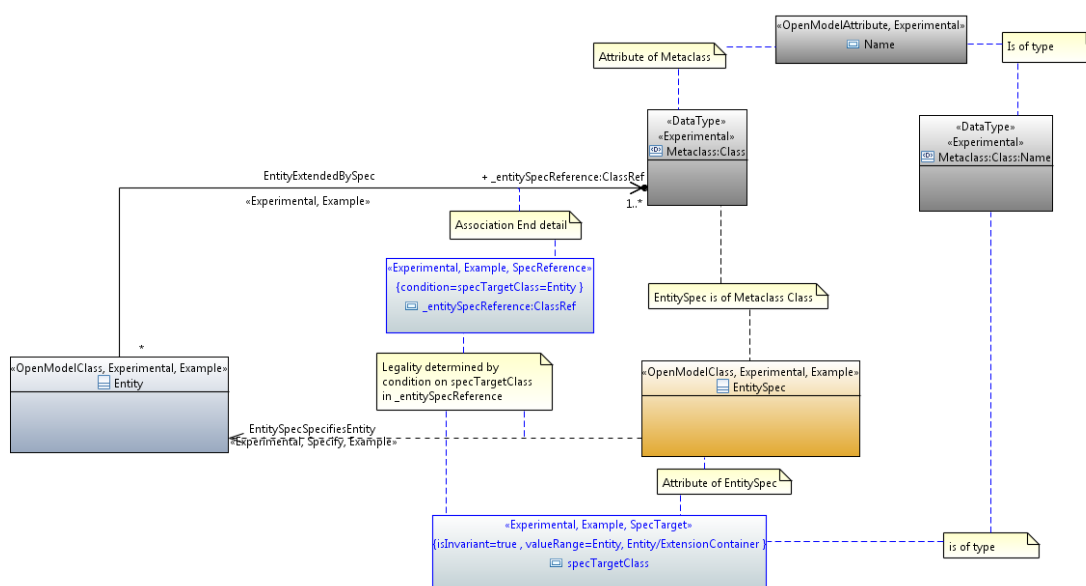 «OpenModelAttribute, Experimental»
Name
Attribute of Metaclass
Is of type
«DataType»
«Experimental»
Metaclass:Class
«DataType»
«Experimental»
Metaclass:Class:Name
EntityExtendedBySpec
+ _entitySpecReference:ClassRef
«Experimental, Example»
1..*
Association End detail
«Experimental, Example, SpecReference»
{condition=specTargetClass=Entity }
_entitySpecReference:ClassRef
EntitySpec is of Metaclass Class
*
«OpenModelClass, Experimental, Example»
Entity
Legality determined by
condition on specTargetClass
in _entitySpecReference
«OpenModelClass, Experimental, Example»
EntitySpec
EntitySpecSpecifiesEntity
«Experimental, Specify, Example»
Attribute of EntitySpec
«Experimental, Example, SpecTarget»
{isInvariant=true , valueRange=Entity, Entity/ExtensionContainer }
specTargetClass
is of type